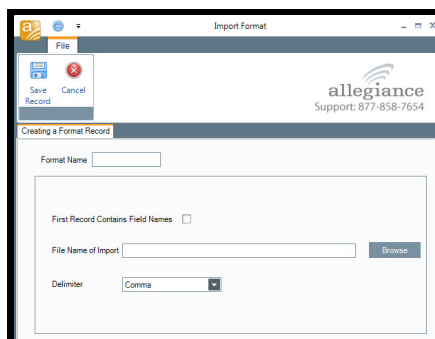 a
Import Format
File
Save
Record
Cancel
allegiance
Support: 877-858-7654
Creating a Format Record
Format Name
First Record Contains Field Names
File Name of Import
Browse
Delimiter
Comma